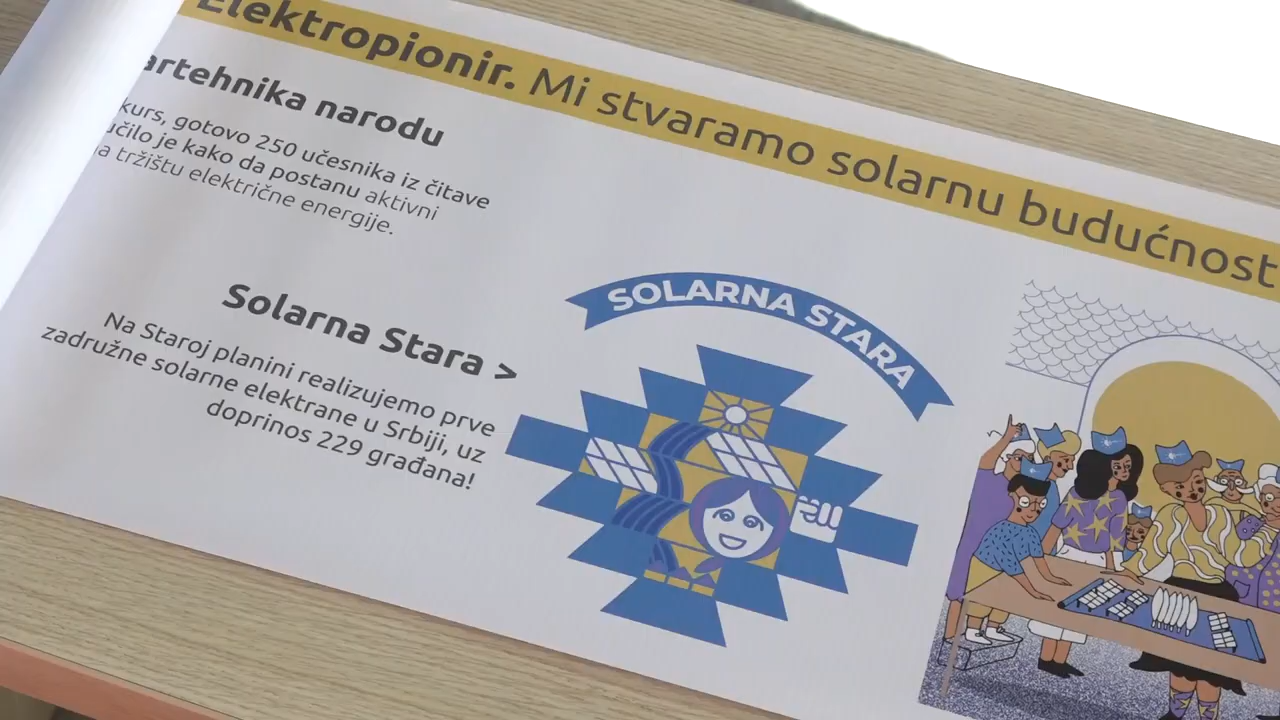 Elektropionir. Mi stvaramo solarnu budućnost
artehnika narodu
kurs, gotovo 250 učesnika iz čitave
učilo je kako da postanu aktivni
a tržištu električne energije.
Solarna Stara >
Na Staroj planini realizujemo prve
zadružne solarne elektrane u Srbiji, uz
doprinos 229 građana!
SOLARNA STARA